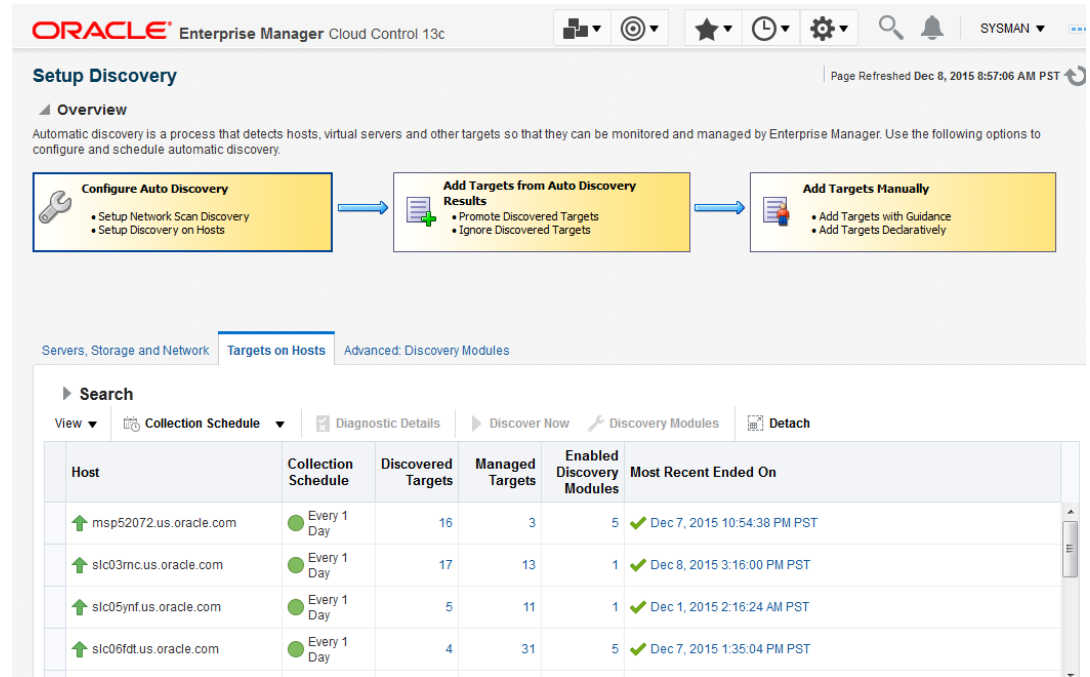 ORACLE Enterprise Manager Cloud Control 13c SYSMAN
Setup Discovery
Page Refreshed Dec 8, 2015 8:57:06 AM PST
Overview
Automatic discovery is a process that detects hosts, virtual servers and other targets so that they can be monitored and managed by Enterprise Manager. Use the following options to
configure and schedule automatic discovery.
Configure Auto Discovery
• Setup Network Scan Discovery
• Setup Discovery on Hosts
Add Targets from Auto Discovery
Results
• Promote Discovered Targets
• Ignore Discovered Targets
Add Targets Manually
• Add Targets with Guidance
• Add Targets Declaratively
Servers, Storage and Network Targets on Hosts Advanced: Discovery Modules
Search
View Collection Schedule Diagnostic Details Discover Now Discovery Modules Detach
Host
Collection
Schedule
Discovered
Targets
Managed
Targets
Enabled
Discovery
Modules
Most Recent Ended On
msp52072.us.oracle.com Every 1
Day 16 3 5 Dec 7, 2015 10:54:38 PM PST
slc03rnc.us.oracle.com Every 1
Day 17 13 1 Dec 8, 2015 3:16:00 PM PST
slc05ynf.us.oracle.com Every 1
Day 5 11 1 Dec 1, 2015 2:16:24 AM PST
slc06fdt.us.oracle.com Every 1
Day 4 31 5 Dec 7, 2015 1:35:04 PM PST